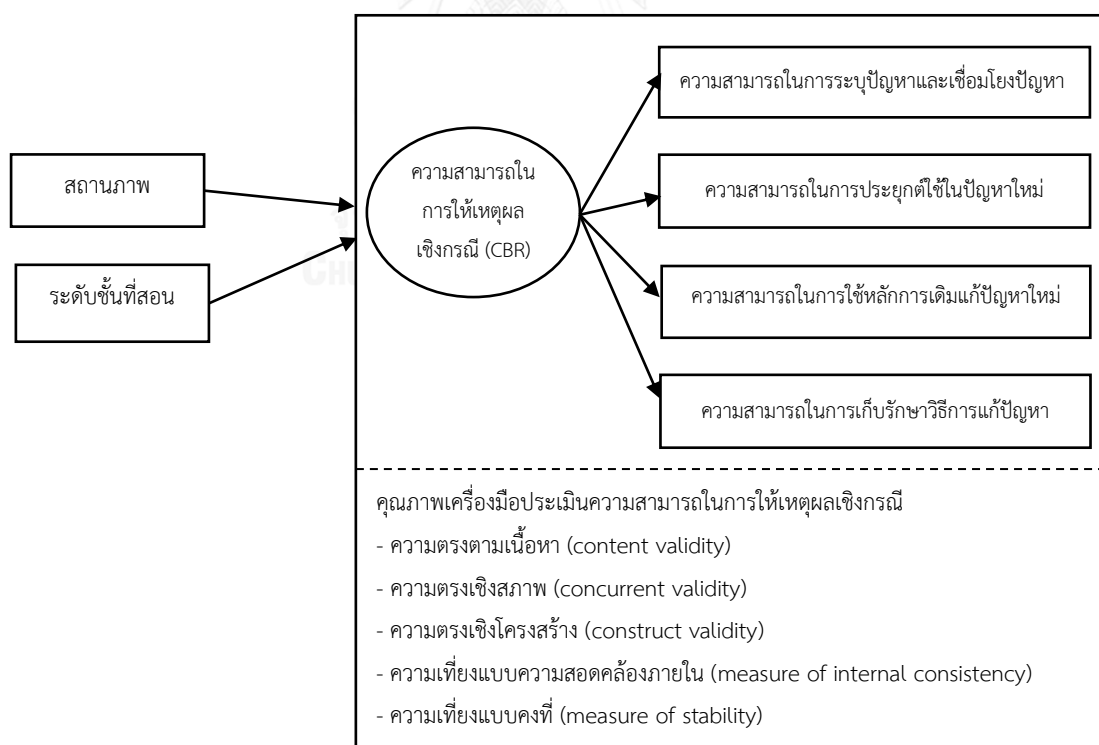 สถานภาพ
ระดับชั้นที่สอน
ความสามารถใน
การให้เหตุผล
เชิงกรณี (CBR)
ความสามารถในการระบุปัญหาและเชื่อมโยงปัญหา
ความสามารถในการประยุกต์ใช้ในปัญหาใหม่
ความสามารถในการใช้หลักการเดิมแก้ปัญหาใหม่
ความสามารถในการเก็บรักษาวิธีการแก้ปัญหา
คุณภาพเครื่องมือประเมินความสามารถในการให้เหตุผลเชิงกรณี
- ความตรงตามเนื้อหา (content validity)
- ความตรงเชิงสภาพ (concurrent validity)
- ความตรงเชิงโครงสร้าง (construct validity)
- ความเที่ยงแบบความสอดคล้องภายใน (measure of internal consistency)
- ความเที่ยงแบบคงที่ (measure of stability)